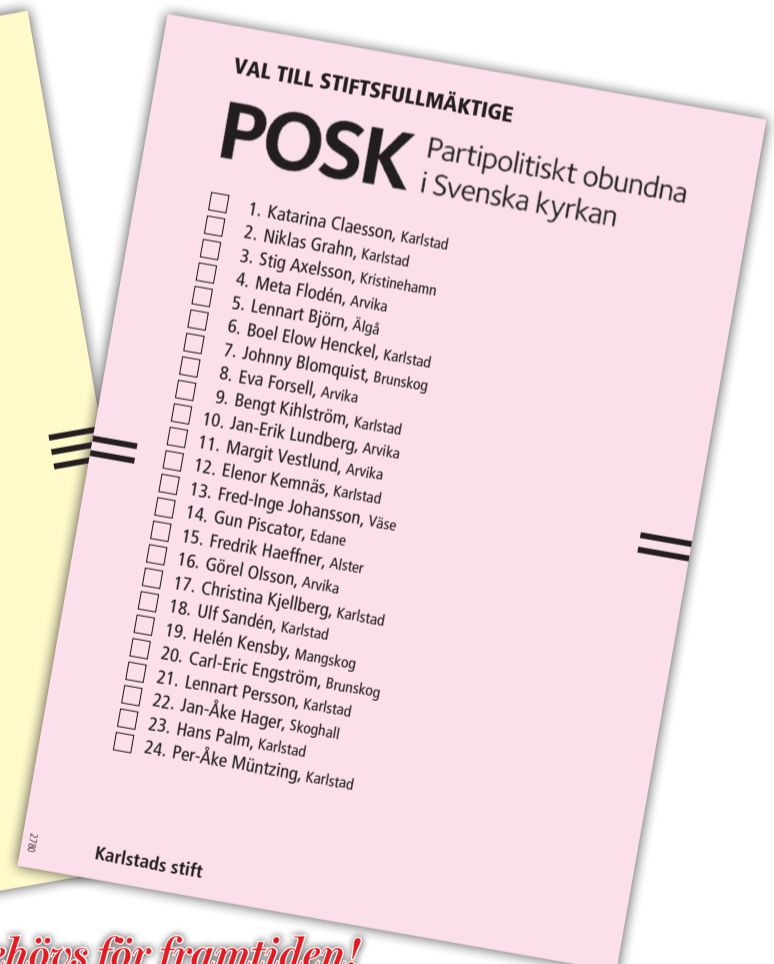 VAL TILL STIFTSFULLMÄKTIGE
POSK Partipolitiskt obundna
i Svenska kyrkan
1. Katarina Claesson, Karlstad
2. Niklas Grahn, Karlstad
3. Stig Axelsson, Kristinehamn
4. Meta Flodén, Arvika
5. Lennart Björn, Älgå
6. Boel Elow Henckel, Karlstad
7. Johnny Blomquist, Brunskog
8. Eva Forsell, Arvika
9. Bengt Kihlström, Karlstad
10. Jan-Erik Lundberg, Arvika
11. Margit Vestlund, Arvika
12. Elenor Kemnäs, Karlstad
13. Fred-Inge Johansson, Väse
14. Gun Piscator, Edane
15. Fredrik Haeffner, Alster
16. Görel Olsson, Arvika
17. Christina Kjellberg, Karlstad
18. Ulf Sandén, Karlstad
19. Helén Kensby, Mangskog
20. Carl-Eric Engström, Brunskog
21. Lennart Persson, Karlstad
22. Jan-Åke Hager, Skoghall
23. Hans Palm, Karlstad
24. Per-Åke Müntzing, Karlstad
2780
Karlstads stift
ehövs för framtiden!